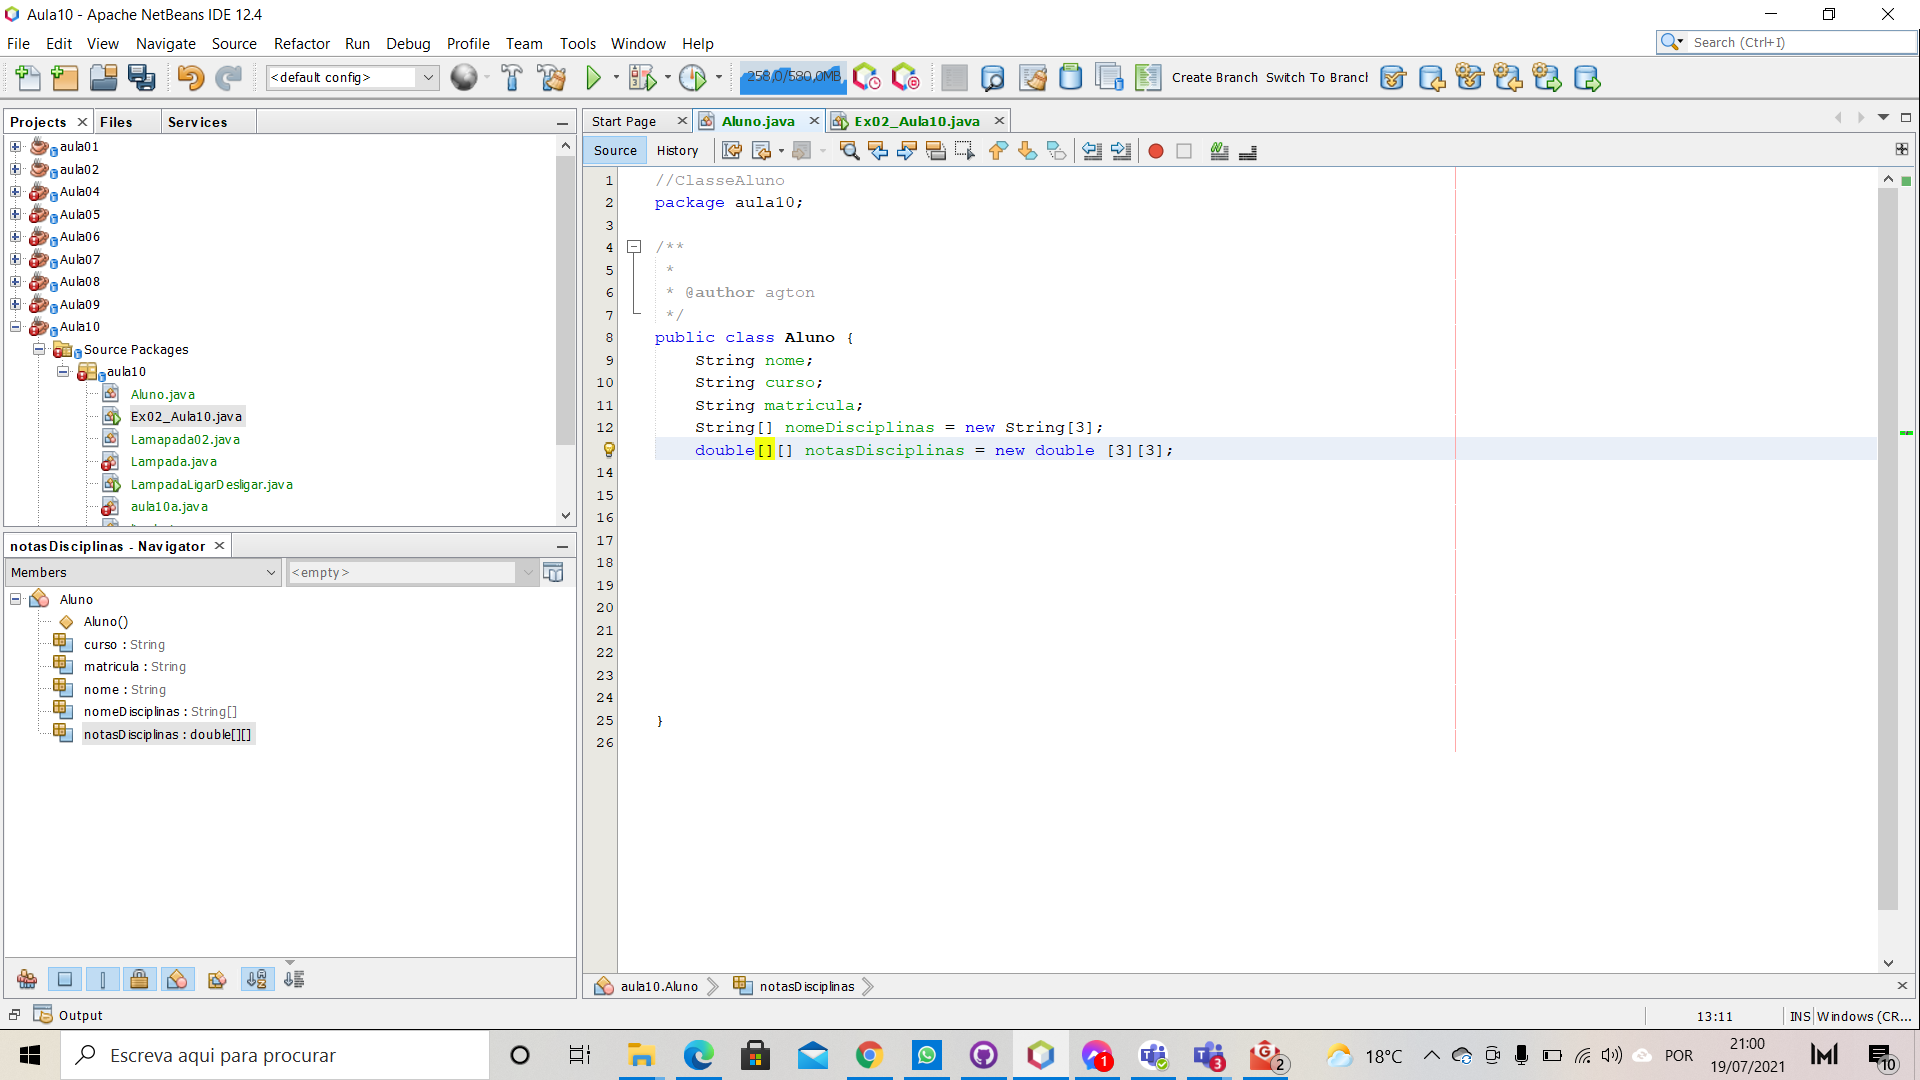 Aula10 - Apache NetBeans IDE 12.4
File Edit View Navigate Source Refactor Run Debug Profile Team Tools Window Help
Search (Ctrl+I)
<default config>
258,0/580,0MB
Create Branch Switch To Branch
Projects Files Services
aula01
aula02
Aula04
Aula05
Aula06
Aula07
Aula08
Aula09
Aula10
Source Packages
aula10
Aluno.java
Ex02_Aula10.java
Lamapada02.java
Lampada.java
LampadaLigarDesligar.java
aula10a.java
notasDisciplinas - Navigator
Members
<empty>
Aluno
Aluno()
curso : String
matricula : String
nome : String
nomeDisciplinas : String[]
notasDisciplinas : double[][]
Start Page Aluno.java Ex02_Aula10.java
Source History
1 //ClasseAluno
2 package aula10;
3
4 /**
5 *
6 * @author agton
7 */
8 public class Aluno {
9 String nome;
10 String curso;
11 String matricula;
12 String[] nomeDisciplinas = new String[3];
double[][] notasDisciplinas = new double [3][3];
14
15
16
17
18
19
20
21
22
23
24
25 }
26
aula10.Aluno notasDisciplinas
Output
13:11 INS Windows (CR...
Escreva aqui para procurar
1
3
2
18°C
POR
21:00
19/07/2021
10